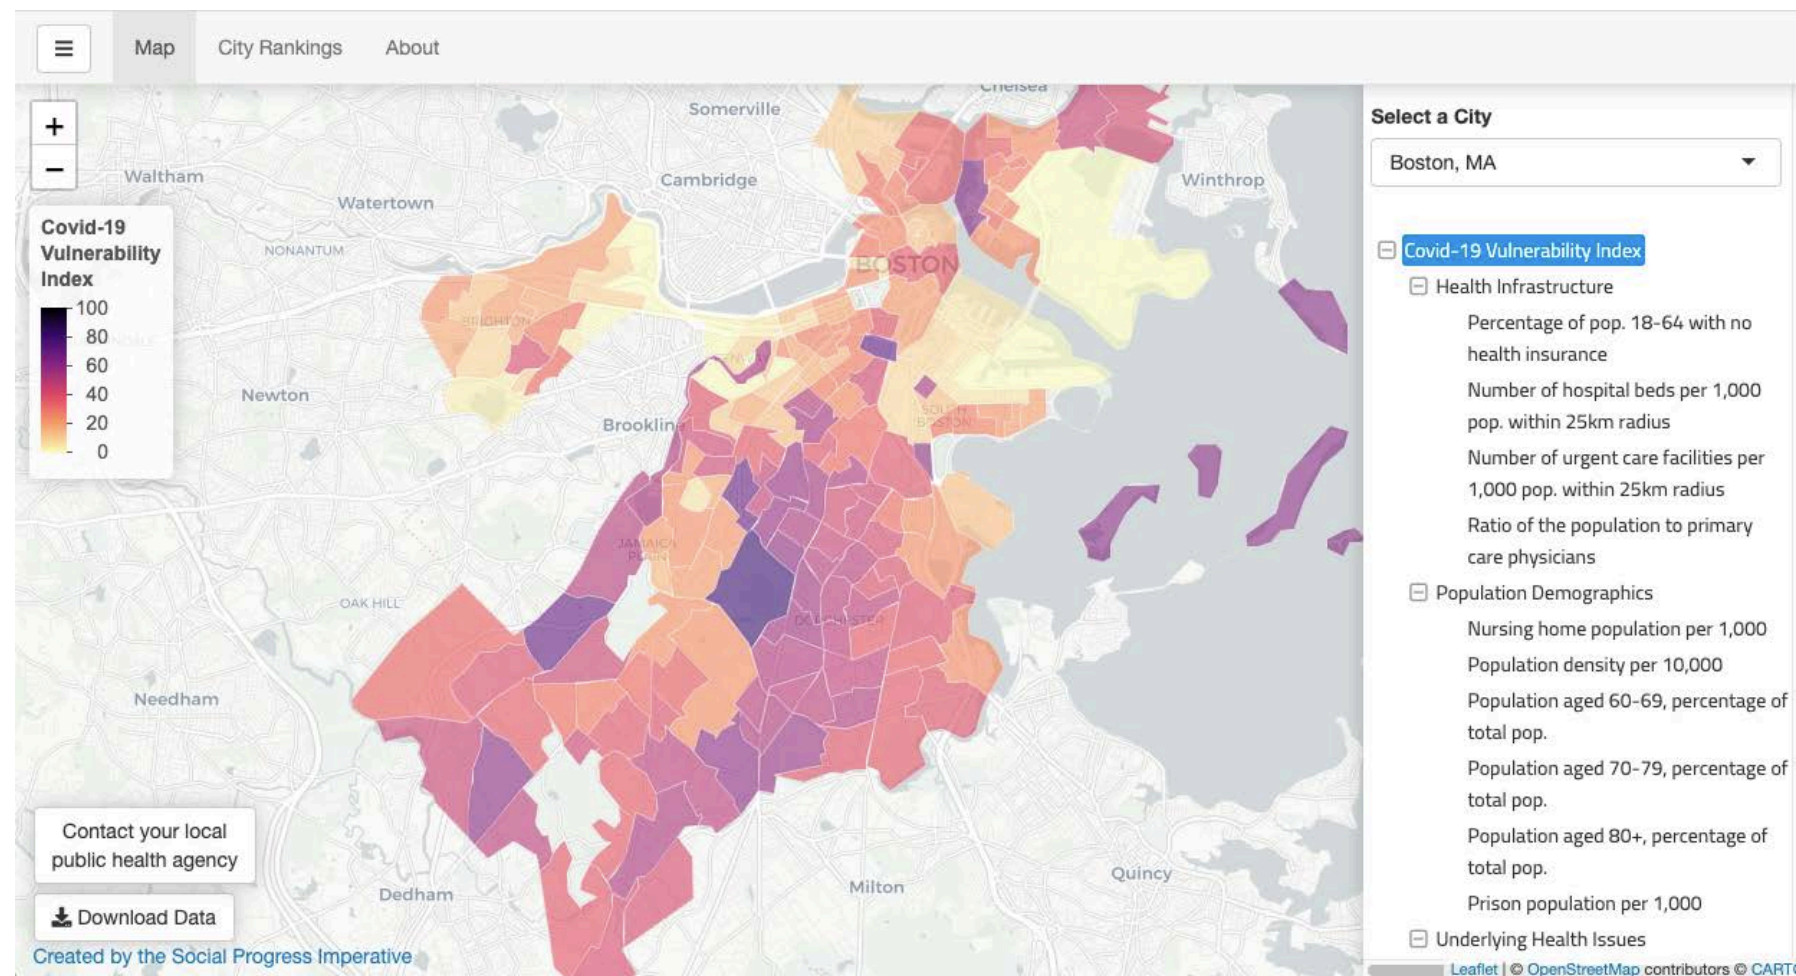 Map
City Rankings
About
+
−
Covid-19
Vulnerability
Index
100
80
60
40
20
0
Chelsea
Somerville
Waltham
Cambridge
Winthrop
Watertown
NONANTUM
BOSTON
BRIGHTON
Newton
Brookline
SOUTH
BOSTON
JAMAICA
PLAIN
OAK HILL
DORCHESTER
Needham
Dedham
Milton
Quincy
Contact your local
public health agency
Download Data
Created by the Social Progress Imperative
Select a City
Boston, MA
Covid-19 Vulnerability Index
Health Infrastructure
Percentage of pop. 18-64 with no
health insurance
Number of hospital beds per 1,000
pop. within 25km radius
Number of urgent care facilities per
1,000 pop. within 25km radius
Ratio of the population to primary
care physicians
Population Demographics
Nursing home population per 1,000
Population density per 10,000
Population aged 60-69, percentage of
total pop.
Population aged 70-79, percentage of
total pop.
Population aged 80+, percentage of
total pop.
Prison population per 1,000
Underlying Health Issues
Leaflet | © OpenStreetMap contributors © CARTO